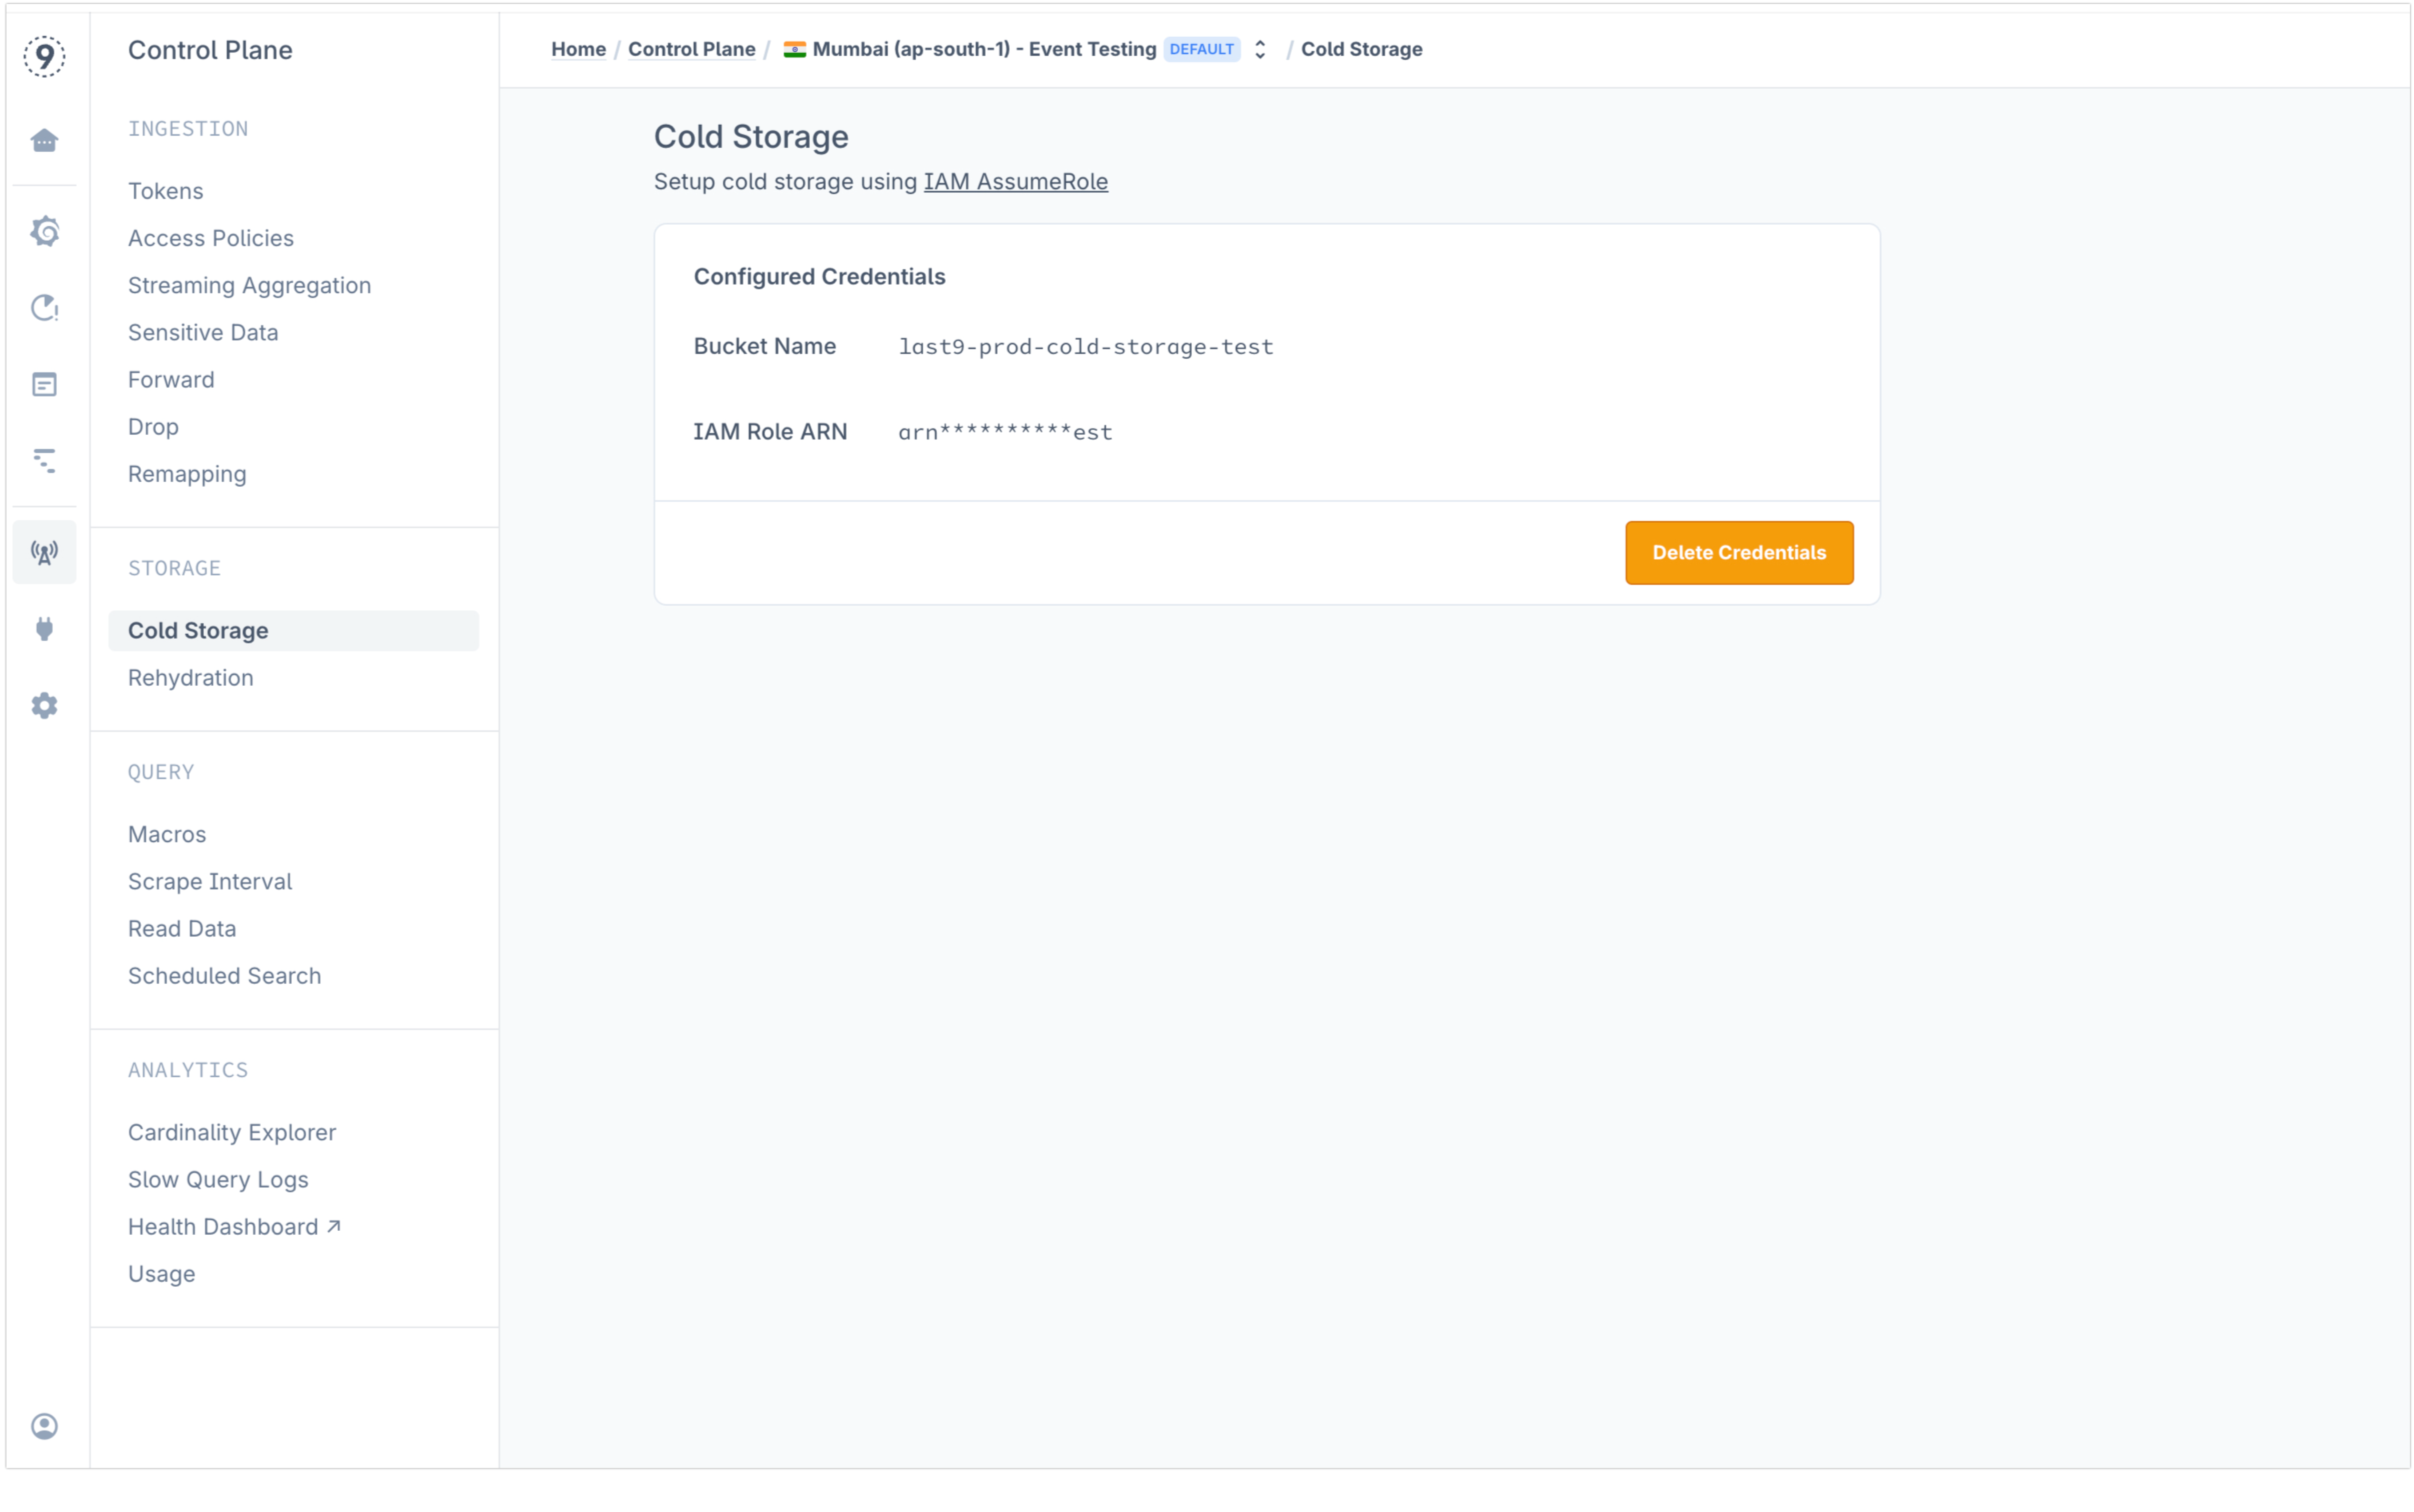 9
Control Plane
INGESTION
Tokens
Access Policies
Streaming Aggregation
Sensitive Data
Forward
Drop
Remapping
STORAGE
Cold Storage
Rehydration
QUERY
Macros
Scrape Interval
Read Data
Scheduled Search
ANALYTICS
Cardinality Explorer
Slow Query Logs
Health Dashboard ↗
Usage
Home / Control Plane / Mumbai (ap-south-1) - Event Testing DEFAULT / Cold Storage
Cold Storage
Setup cold storage using IAM AssumeRole
Configured Credentials
Bucket Name last9-prod-cold-storage-test
IAM Role ARN arn**********est
Delete Credentials